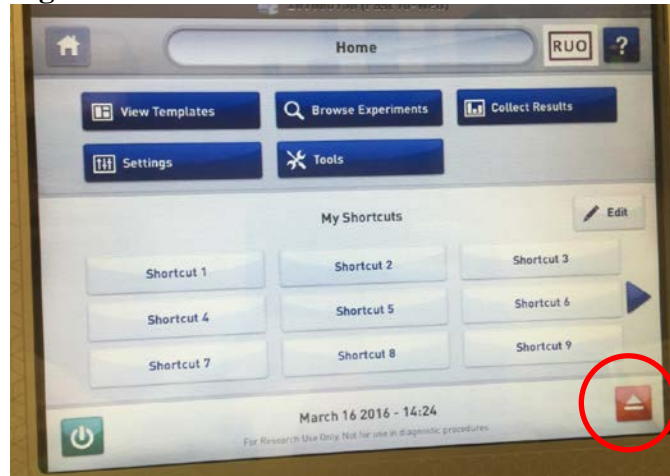 Home
RUO
?
View Templates
Browse Experiments
Collect Results
Settings
Tools
My Shortcuts
Edit
Shortcut 1
Shortcut 2
Shortcut 3
Shortcut 4
Shortcut 5
Shortcut 6
Shortcut 7
Shortcut 8
Shortcut 9
March 16 2016 - 14:24
For Research Use Only. Not for use in diagnostic procedures